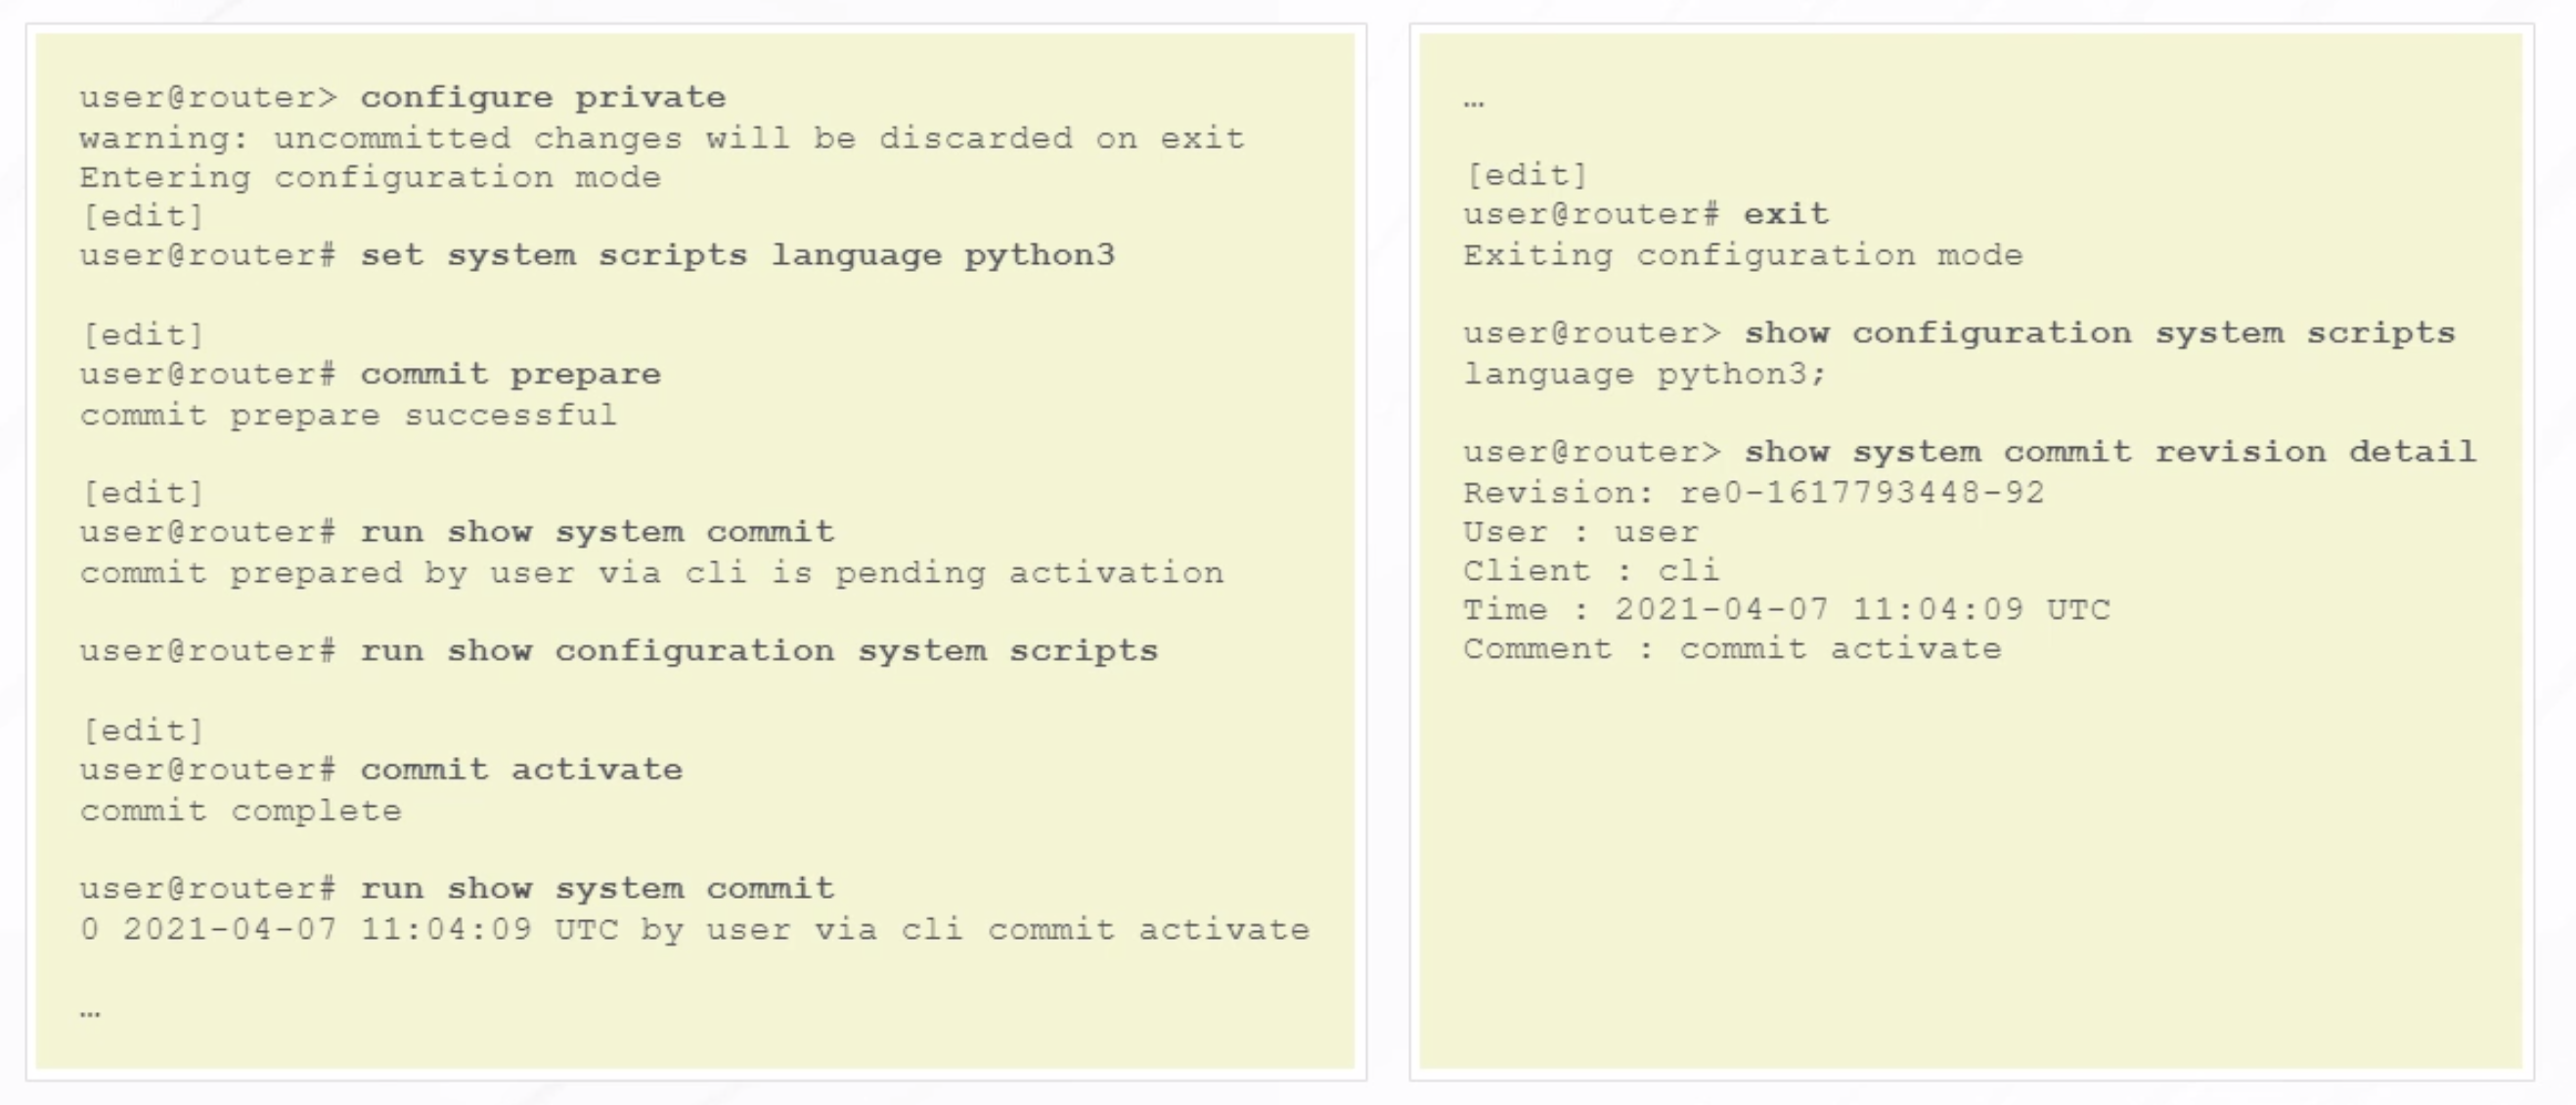 user@router> configure private
warning: uncommitted changes will be discarded on exit
Entering configuration mode
[edit]
user@router# set system scripts language python3
[edit]
user@router# commit prepare
commit prepare successful
[edit]
user@router# run show system commit
commit prepared by user via cli is pending activation
user@router# run show configuration system scripts
[edit]
user@router# commit activate
commit complete
user@router# run show system commit
0 2021-04-07 11:04:09 UTC by user via cli commit activate
…
…
[edit]
user@router# exit
Exiting configuration mode
user@router> show configuration system scripts
language python3;
user@router> show system commit revision detail
Revision: re0-1617793448-92
User : user
Client : cli
Time : 2021-04-07 11:04:09 UTC
Comment : commit activate